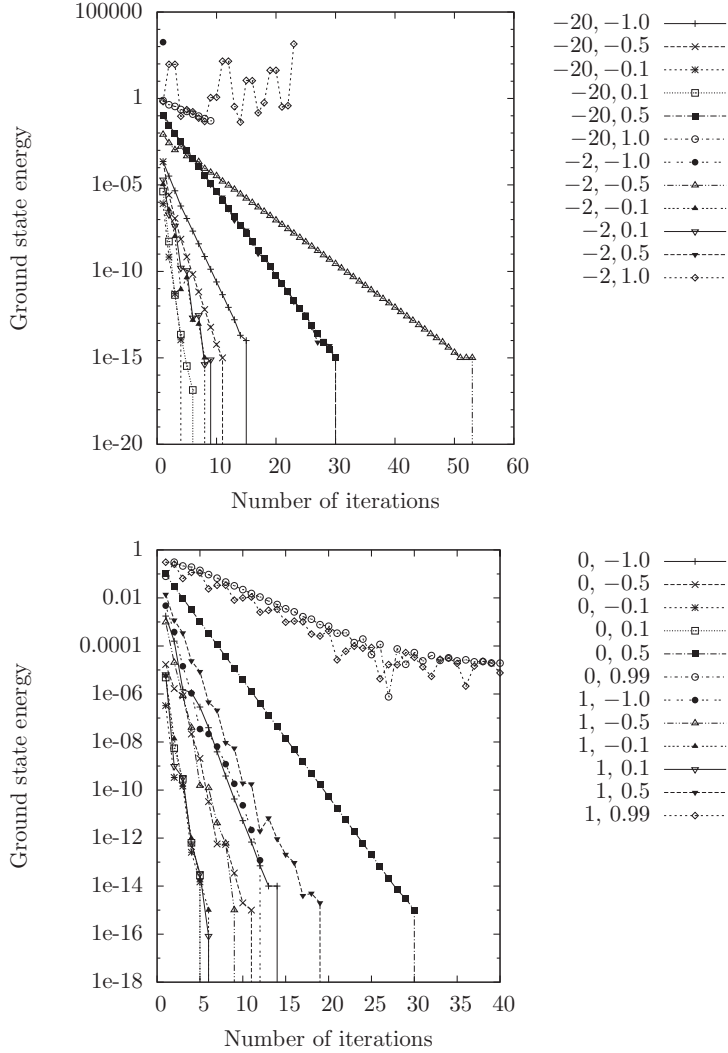 100000
1
1e-05
1e-10
1e-15
1e-20
Ground state energy
0 10 20 30 40 50 60
Number of iterations
−20, −1.0
−20, −0.5
−20, −0.1
−20, 0.1
−20, 0.5
−20, 1.0
−2, −1.0
−2, −0.5
−2, −0.1
−2, 0.1
−2, 0.5
−2, 1.0
1
0.01
0.0001
1e-06
1e-08
1e-10
1e-12
1e-14
1e-16
1e-18
Ground state energy
0 5 10 15 20 25 30 35 40
Number of iterations
0, −1.0
0, −0.5
0, −0.1
0, 0.1
0, 0.5
0, 0.99
1, −1.0
1, −0.5
1, −0.1
1, 0.1
1, 0.5
1, 0.99